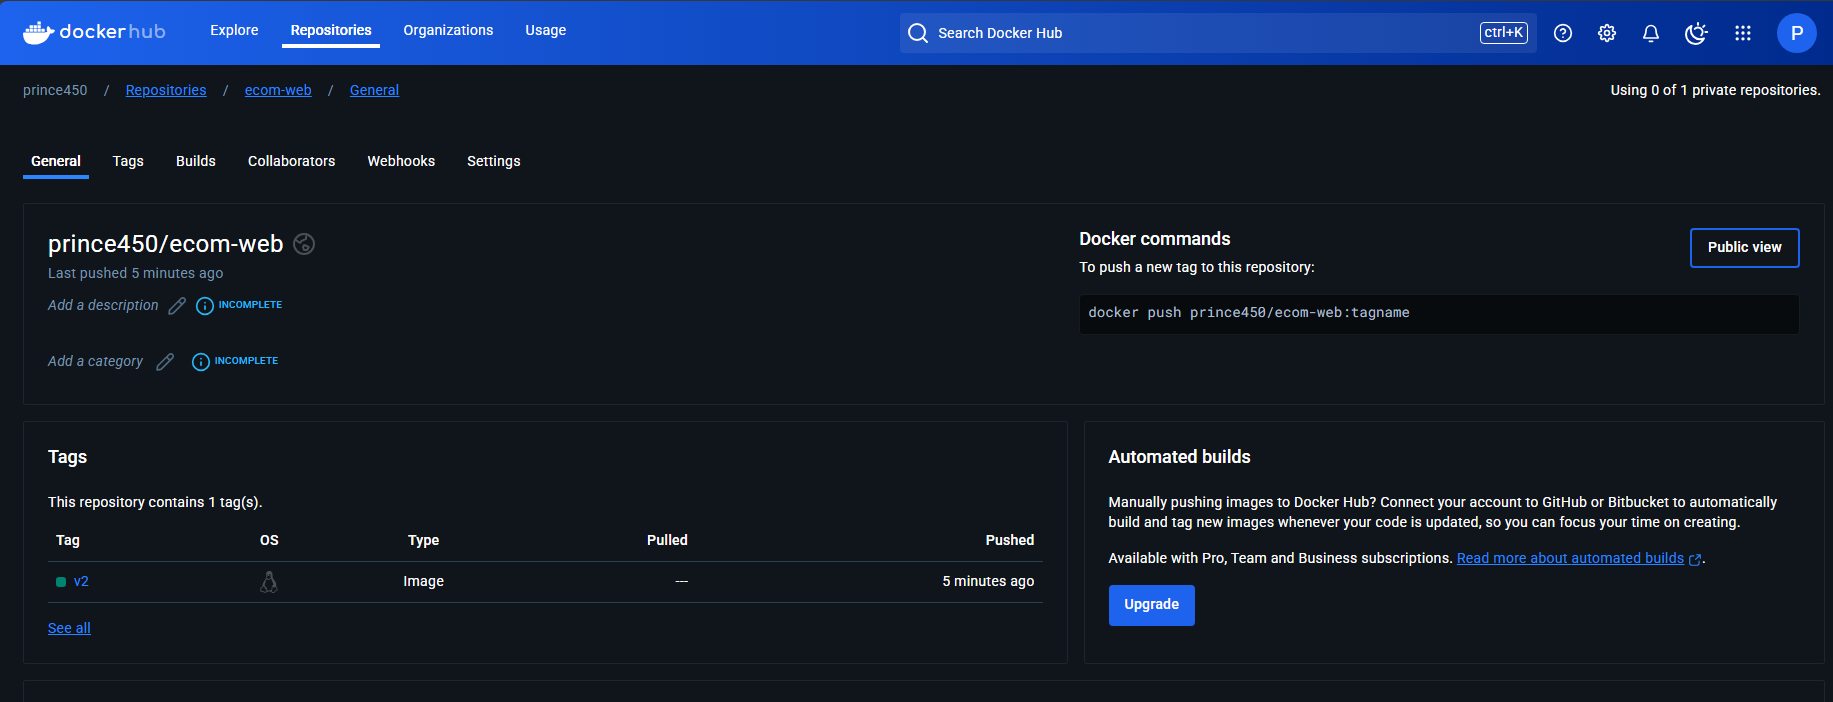 dockerhub Explore Repositories Organizations Usage Search Docker Hub ctrl+K P
prince450 / Repositories / ecom-web / General Using 0 of 1 private repositories.
General Tags Builds Collaborators Webhooks Settings
prince450/ecom-web
Last pushed 5 minutes ago
Add a description INCOMPLETE
Add a category INCOMPLETE
Docker commands
Public view
To push a new tag to this repository:
docker push prince450/ecom-web:tagname
Tags
This repository contains 1 tag(s).
Tag OS Type Pulled Pushed
v2 Image --- 5 minutes ago
See all
Automated builds
Manually pushing images to Docker Hub? Connect your account to GitHub or Bitbucket to automatically
build and tag new images whenever your code is updated, so you can focus your time on creating.
Available with Pro, Team and Business subscriptions. Read more about automated builds .
Upgrade